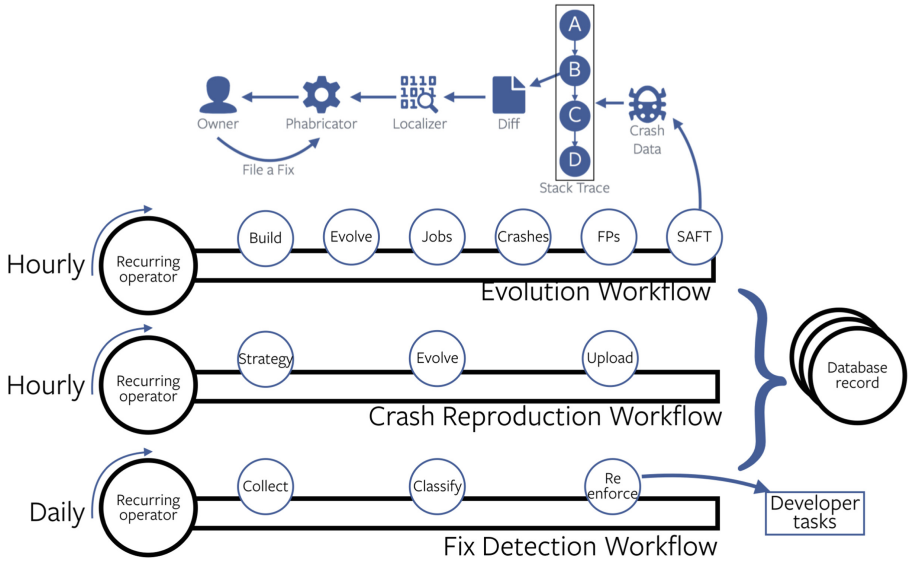 A
B
C
D
0110
1011
Owner
Phabricator
Localizer
Diff
Crash
Data
File a Fix
Stack Trace
Hourly
Recurring
operator
Build
Evolve
Jobs
Crashes
FPs
SAFT
Evolution Workflow
Hourly
Recurring
operator
Strategy
Evolve
Upload
Crash Reproduction Workflow
Database
record
Daily
Recurring
operator
Collect
Classify
Re
enforce
Developer
tasks
Fix Detection Workflow